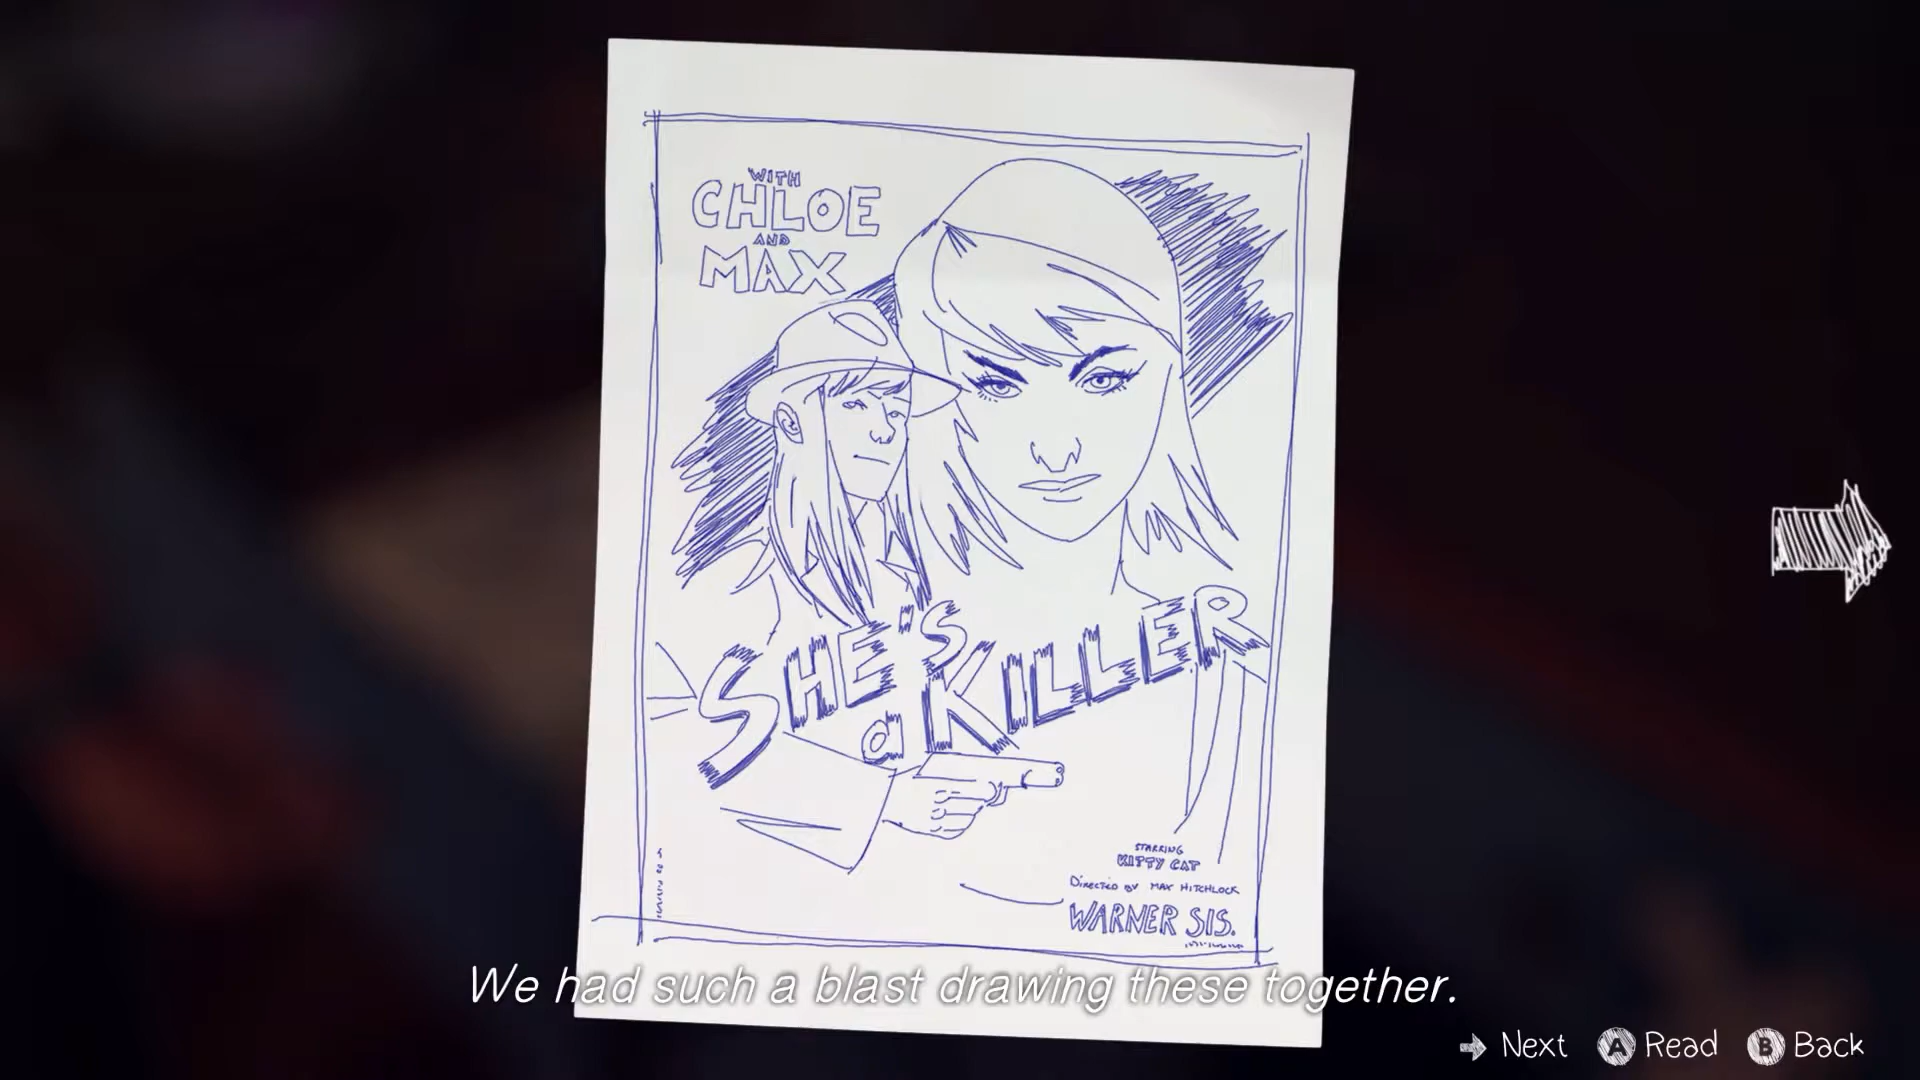 WITH
CHLOE
AND
MAX
SHE'S
a KILLER
STARRING
KITTY CAT
DIRECTED BY MAX HITCHLOCK
WARNER SIS.
We had such a blast drawing these together.
Next A Read B Back